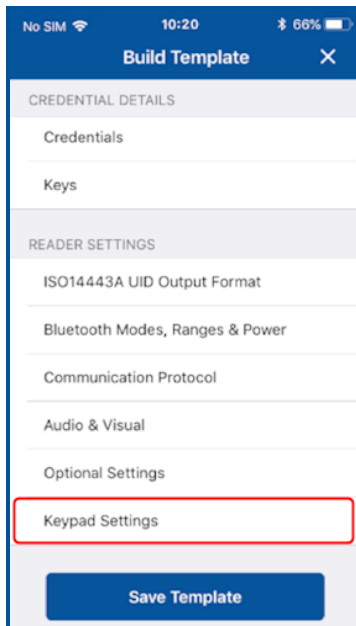 No SIM 10:20 66%
Build Template
CREDENTIAL DETAILS
Credentials
Keys
READER SETTINGS
ISO14443A UID Output Format
Bluetooth Modes, Ranges & Power
Communication Protocol
Audio & Visual
Optional Settings
Keypad Settings
Save Template